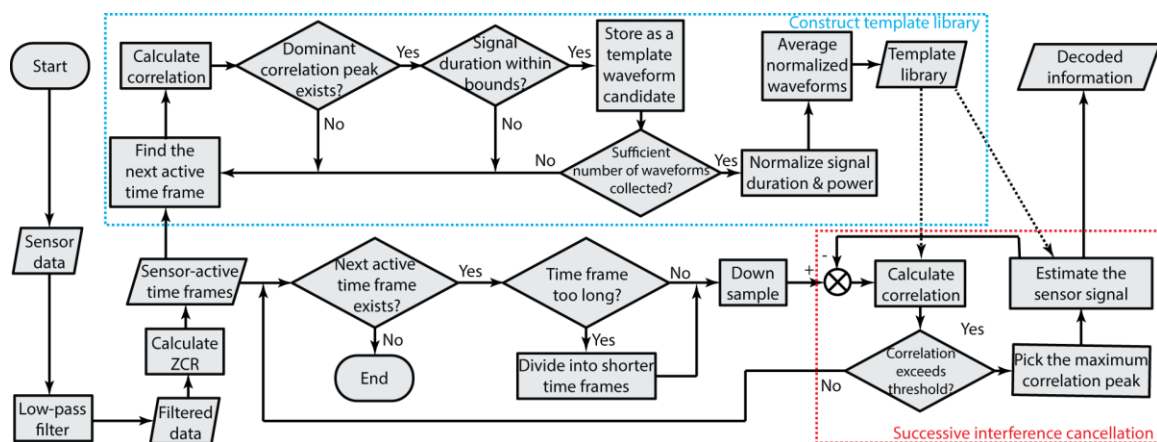 Construct template library
Start
Calculate
correlation
Dominant
correlation peak
exists?
Yes
Signal
duration within
bounds?
Yes
Store as a
template
waveform
candidate
Average
normalized
waveforms
Template
library
Decoded
information
No
No
Find the
next active
time frame
No
Sufficient
number of waveforms
collected?
Yes
Normalize signal
duration & power
Sensor
data
Sensor-active
time frames
Next active
time frame
exists?
Yes
Time frame
too long?
No
Down
sample
+
-
Calculate
correlation
Estimate the
sensor signal
Calculate
ZCR
No
End
Yes
Divide into shorter
time frames
No
Correlation
exceeds
threshold?
Yes
Pick the maximum
correlation peak
Low-pass
filter
Filtered
data
Successive interference cancellation